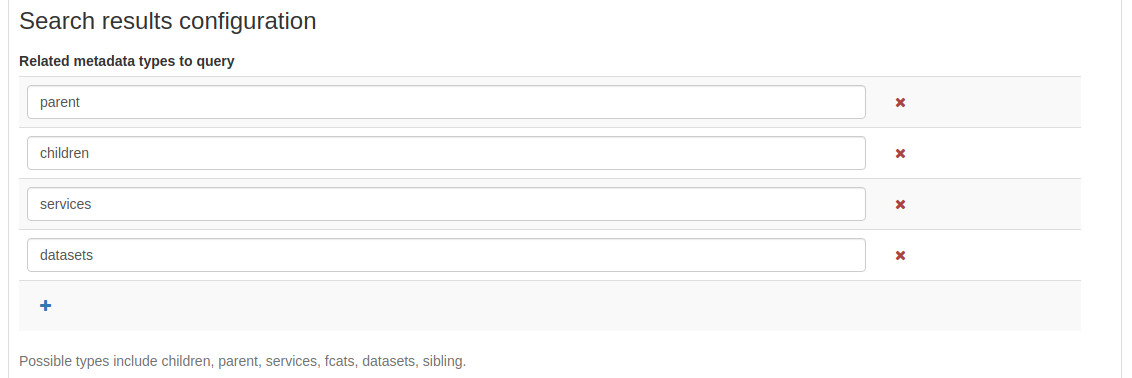 Search results configuration
Related metadata types to query
parent
children
services
datasets
Possible types include children, parent, services, fcats, datasets, sibling.